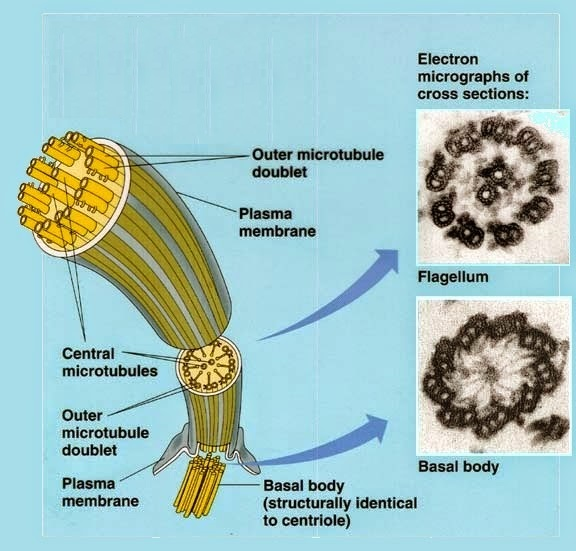 Electron
micrographs of
cross sections:
Outer microtubule
doublet
Plasma
membrane
Flagellum
Central
microtubules
Outer
microtubule
doublet
Plasma
membrane
Basal body
(structurally identical
to centriole)
Basal body